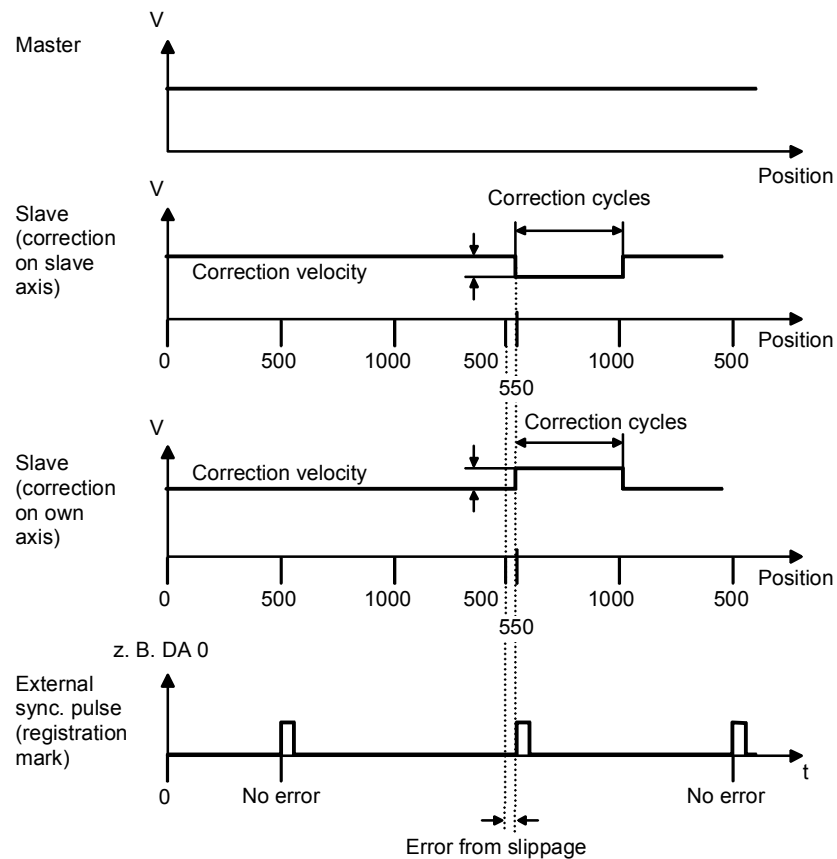 V
Master
Position
V
Correction cycles
Slave
(correction
on slave
axis)
Correction velocity
Position
0
500
1000
500
1000
500
550
V
Correction cycles
Slave
(correction
on own
axis)
Correction velocity
Position
0
500
1000
500
1000
500
550
z. B. DA 0
External
sync. pulse
(registration
mark)
t
0
No error
No error
Error from slippage